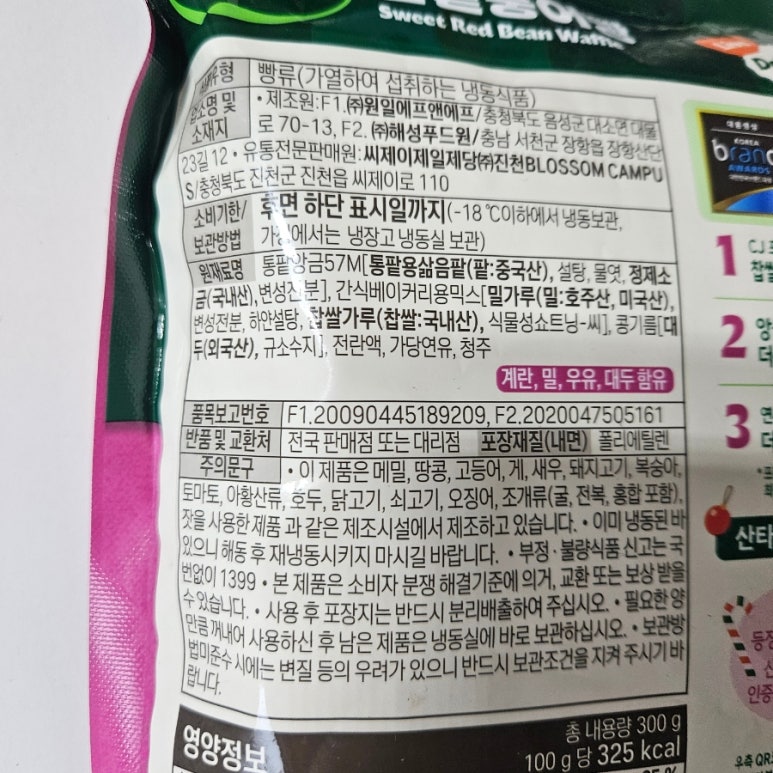 Sweet Red Bean Waffle
식품유형 빵류(가열하여 섭취하는 냉동식품)
업소명 및 소재지 • 제조원:F1.㈜원일에프앤에프/충청북도 음성군 대소면 대풀
로 70-13, F2. ㈜해성푸드원/충남 서천군 장항읍 장항산단
23길 12 • 유통전문판매원:씨제이제일제당㈜진천BLOSSOM CAMPU
S/충청북도 진천군 진천읍 씨제이로 110
소비기한/ 후면 하단 표시일까지(-18 ℃이하에서 냉동보관,
보관방법 가정에서는 냉장고 냉동실 보관)
원재료명 통팥앙금57M[통팥용삶음팥(팥:중국산), 설탕, 물엿, 정제소
금(국내산),변성전분], 간식베이커리용믹스[밀가루(밀:호주산, 미국산),
변성전분, 하얀설탕, 찹쌀가루(찹쌀:국내산), 식물성쇼트닝-씨], 콩기름[대
두(외국산), 규소수지], 전란액, 가당연유, 청주
계란, 밀, 우유, 대두 함유
품목보고번호 F1.20090445189209, F2.2020047505161
반품 및 교환처 전국 판매점 또는 대리점 포장재질(내면) 폴리에틸렌
주의문구 • 이 제품은 메밀, 땅콩, 고등어, 게, 새우, 돼지고기, 복숭아,
토마토, 아황산류, 호두, 닭고기, 쇠고기, 오징어, 조개류(굴, 전복, 홍합 포함),
잣을 사용한 제품 과 같은 제조시설에서 제조하고 있습니다. • 이미 냉동된 바
있으니 해동 후 재냉동시키지 마시길 바랍니다. • 부정 · 불량식품 신고는 국
번없이 1399 • 본 제품은 소비자 분쟁 해결기준에 의거, 교환 또는 보상 받을
수 있습니다. • 사용 후 포장지는 반드시 분리배출하여 주십시오. • 필요한 양
만큼 꺼내어 사용하신 후 남은 제품은 냉동실에 바로 보관하십시오. • 보관방
법미준수 시에는 변질 등의 우려가 있으니 반드시 보관조건을 지켜 주시기 바
랍니다.
영양정보
총 내용량 300 g
100 g 당 325 kcal
KOREA
brand
AWARDS
1
CJ
찹쌀
2
앙
더
3
더
산타
등장
인증
우측 QR